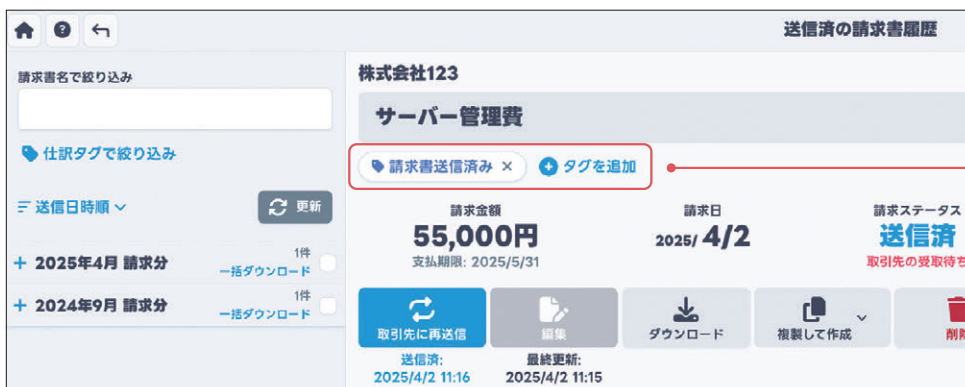 送信済の請求書履歴
請求書名で絞り込み
仕訳タグで絞り込み
送信日時順
更新
2025年4月 請求分
1件
一括ダウンロード
2024年9月 請求分
1件
一括ダウンロード
株式会社123
サーバー管理費
請求書送信済み ×
タグを追加
請求金額
55,000円
支払期限: 2025/5/31
請求日
2025/ 4/2
請求ステータス
送信済
取引先の受取待ち
取引先に再送信
編集
ダウンロード
複製して作成
削除
送信済:
2025/4/2 11:16
最終更新:
2025/4/2 11:15